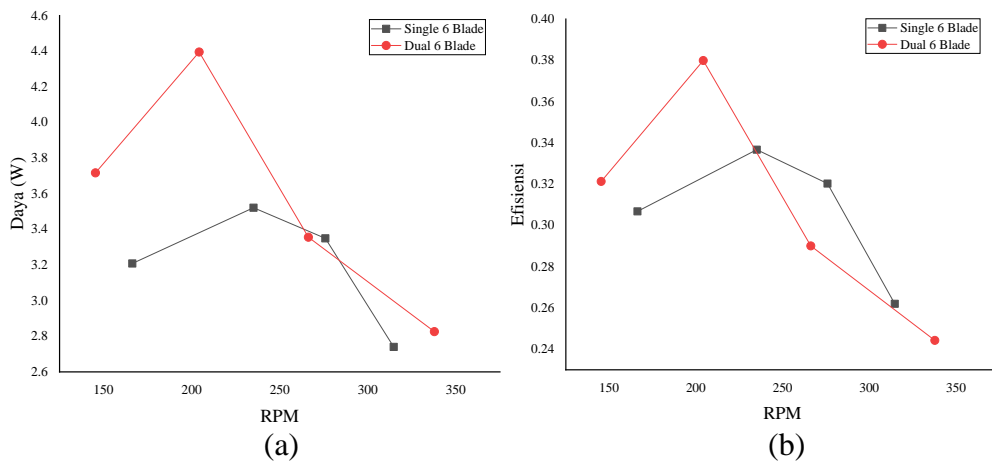 4.6
4.4
4.2
4.0
3.8
3.6
3.4
3.2
3.0
2.8
2.6
Daya (W)
Single 6 Blade
Dual 6 Blade
150 200 250 300 350
RPM
(a)
0.40
0.38
0.36
0.34
0.32
0.30
0.28
0.26
0.24
Efisiensi
Single 6 Blade
Dual 6 Blade
150 200 250 300 350
RPM
(b)